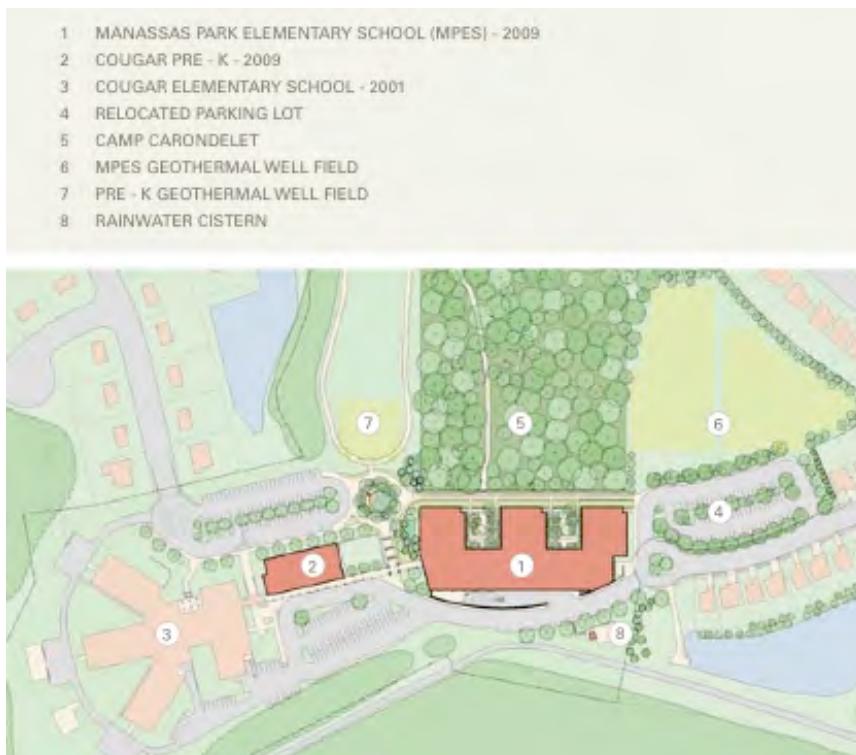 1 MANASSAS PARK ELEMENTARY SCHOOL (MPES) - 2009
2 COUGAR PRE - K - 2009
3 COUGAR ELEMENTARY SCHOOL - 2001
4 RELOCATED PARKING LOT
5 CAMP CARONDELET
6 MPES GEOTHERMAL WELL FIELD
7 PRE - K GEOTHERMAL WELL FIELD
8 RAINWATER CISTERN
7
5
6
4
2
1
3
8